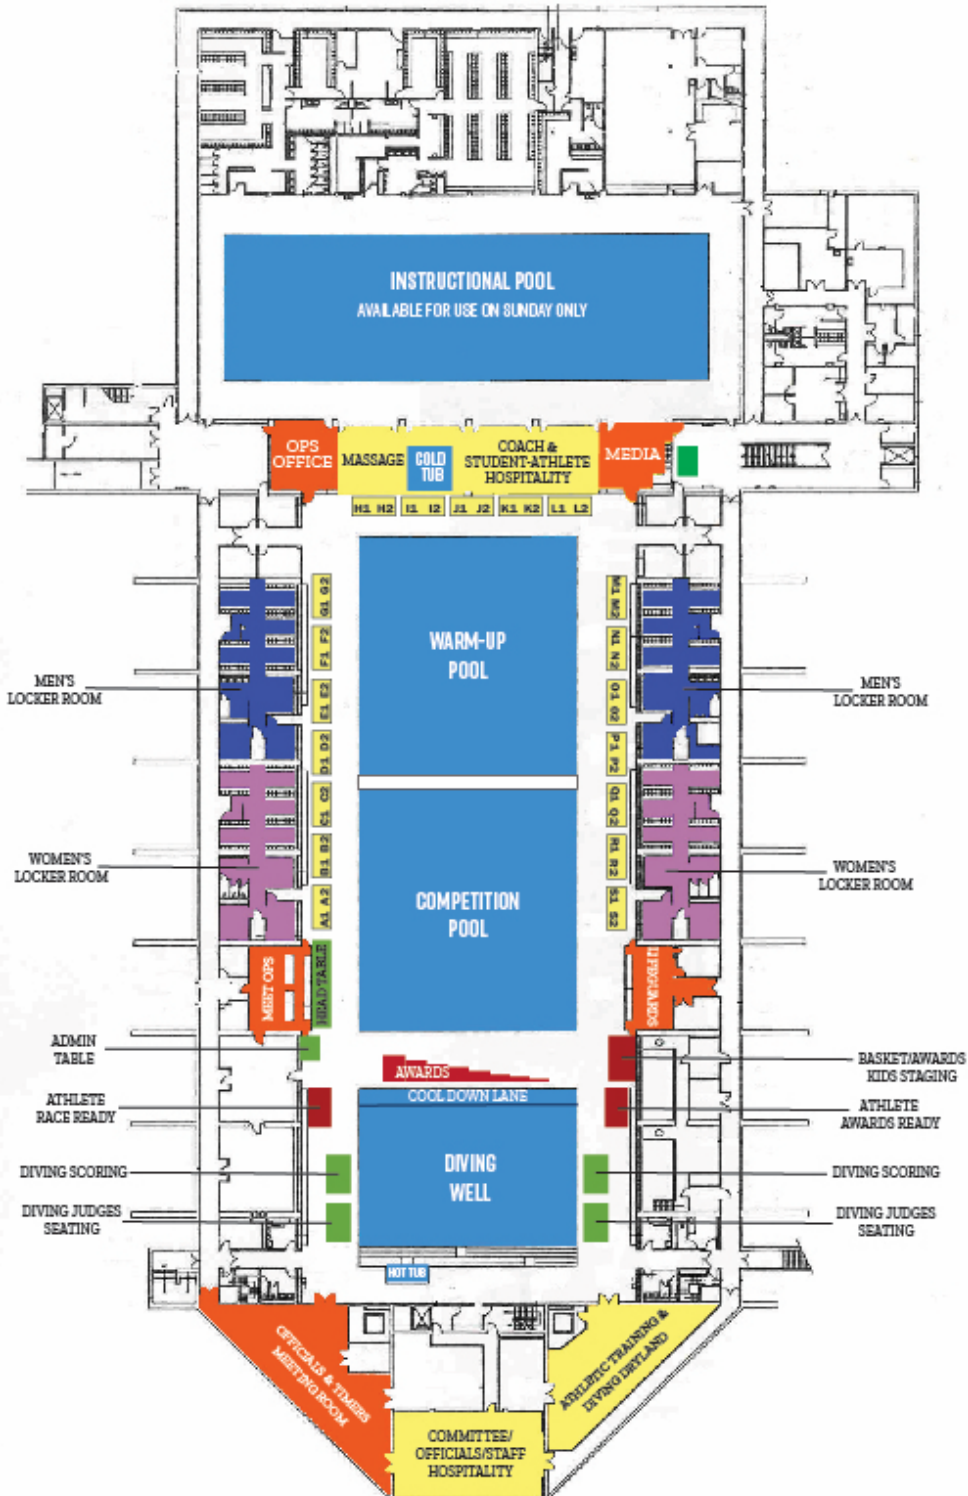 INSTRUCTIONAL POOL
AVAILABLE FOR USE ON SUNDAY ONLY
OPS
OFFICE
MASSAGE
COLD
TUB
COACH &
STUDENT-ATHLETE
HOSPITALITY
MEDIA
H1 H2
I1 I2
J1 J2
K1 K2
L1 L2
G1 G2
F1 F2
E1 E2
D1 D2
C1 C2
B1 B2
A1 A2
M1 M2
N1 N2
O1 O2
P1 P2
Q1 Q2
R1 R2
S1 S2
WARM-UP
POOL
MEN'S
LOCKER ROOM
MEN'S
LOCKER ROOM
WOMEN'S
LOCKER ROOM
WOMEN'S
LOCKER ROOM
COMPETITION
POOL
MEET OPS
HEAD TABLE
LIFEGUARDS
ADMIN
TABLE
BASKET/AWARDS
KIDS STAGING
AWARDS
COOL DOWN LANE
ATHLETE
RACE READY
ATHLETE
AWARDS READY
DIVING
WELL
DIVING SCORING
DIVING SCORING
DIVING JUDGES
SEATING
DIVING JUDGES
SEATING
HOT TUB
OFFICIALS & TIMERS
MEETING ROOM
ATHLETIC TRAINING &
DIVING DRYLAND
COMMITTEE/
OFFICIALS/STAFF
HOSPITALITY